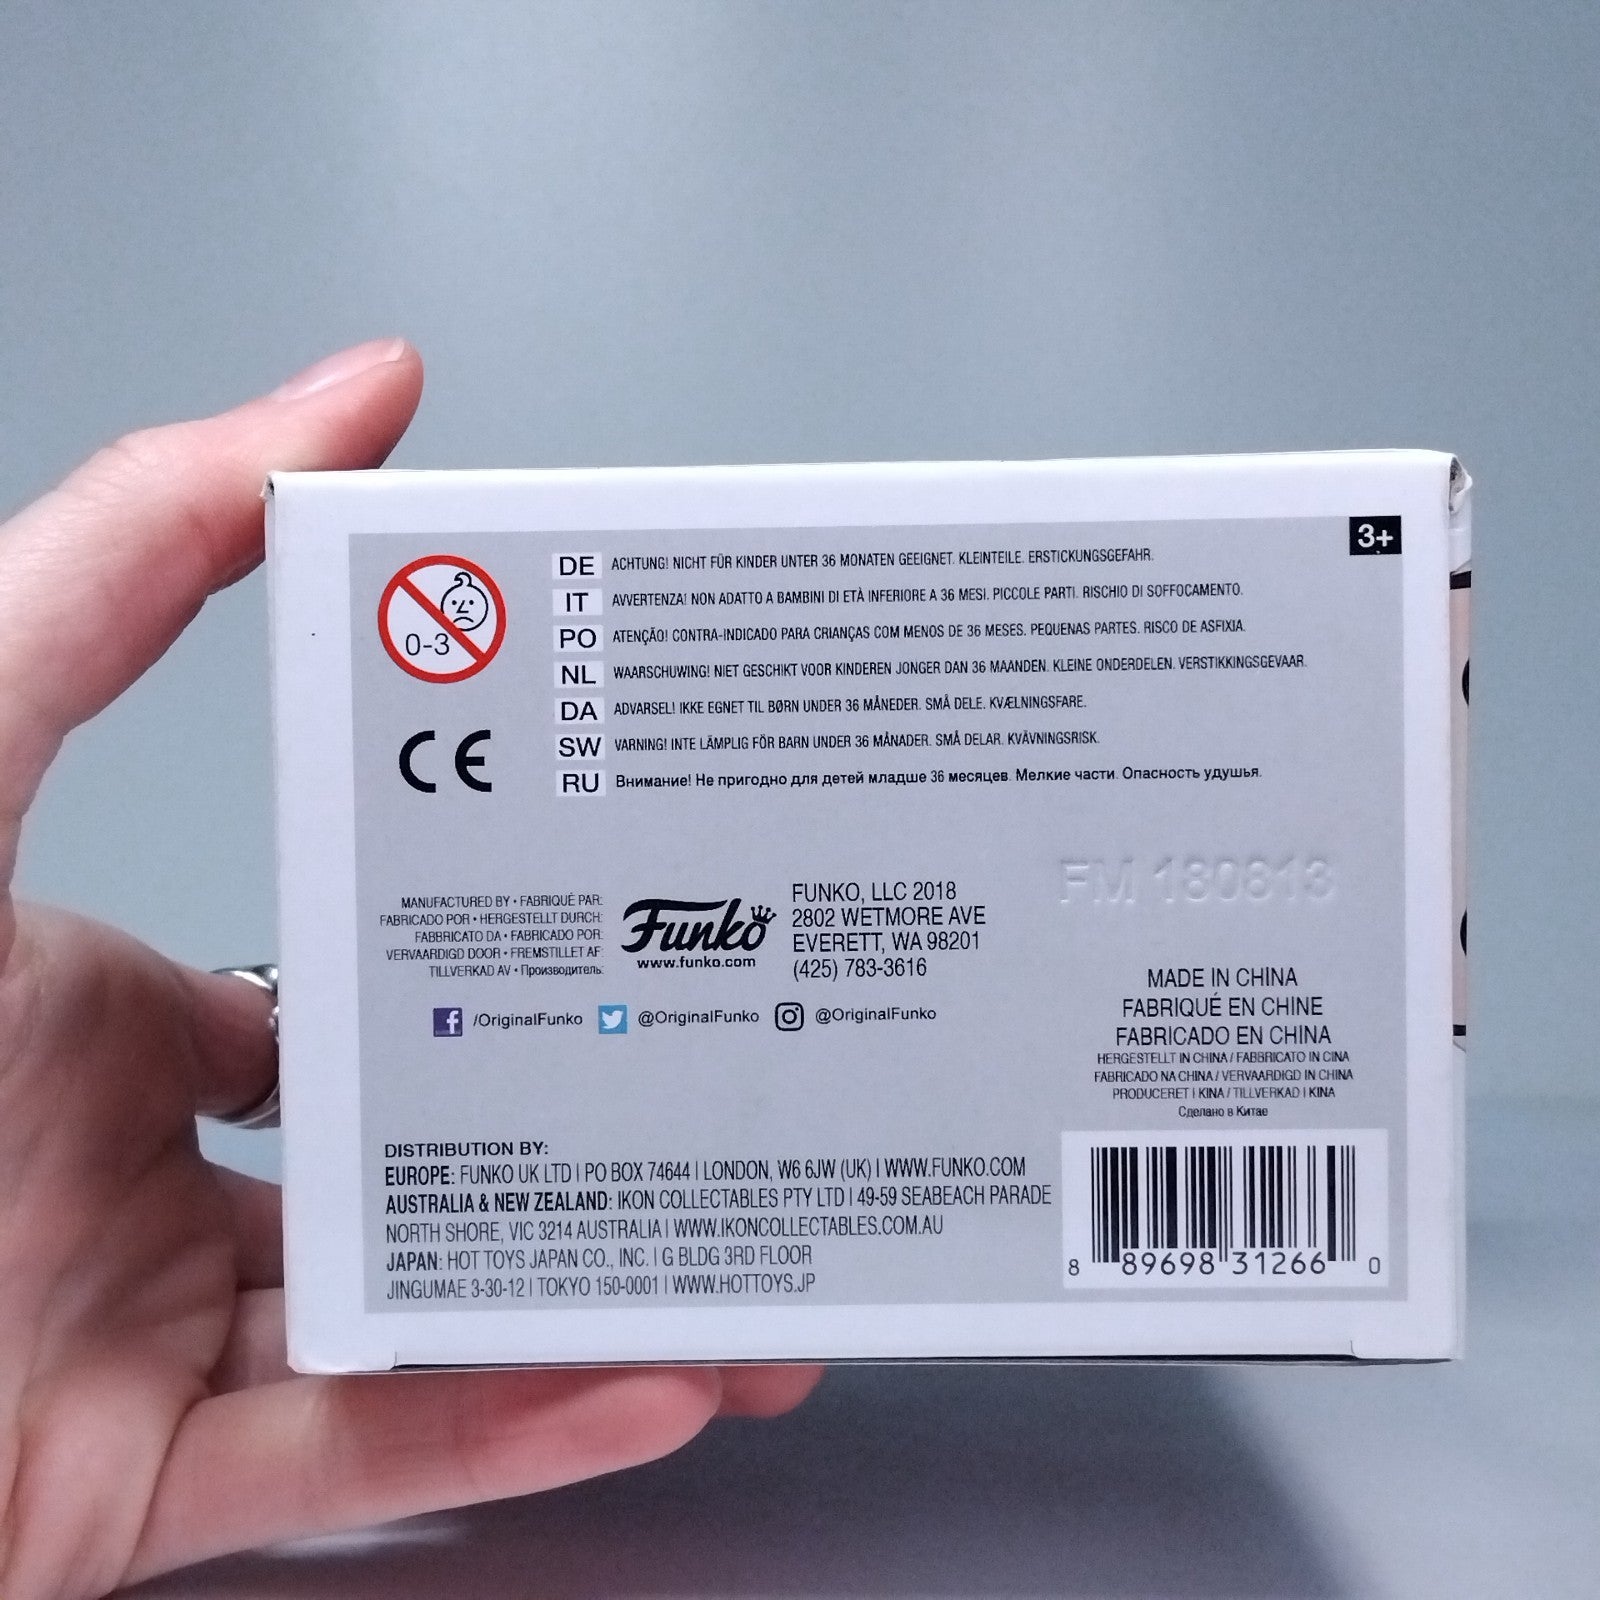 3+
0-3
DE ACHTUNG! NICHT FÜR KINDER UNTER 36 MONATEN GEEIGNET. KLEINTEILE. ERSTICKUNGSGEFAHR.
IT AVVERTENZA! NON ADATTO A BAMBINI DI ETÀ INFERIORE A 36 MESI. PICCOLE PARTI. RISCHIO DI SOFFOCAMENTO.
PO ATENÇÃO! CONTRA-INDICADO PARA CRIANÇAS COM MENOS DE 36 MESES. PEQUENAS PARTES. RISCO DE ASFIXIA.
NL WAARSCHUWING! NIET GESCHIKT VOOR KINDEREN JONGER DAN 36 MAANDEN. KLEINE ONDERDELEN. VERSTIKKINGSGEVAAR.
DA ADVARSEL! IKKE EGNET TIL BØRN UNDER 36 MÅNEDER. SMÅ DELE. KVÆLNINGSFARE.
SW VARNING! INTE LÄMPLIG FÖR BARN UNDER 36 MÅNADER. SMÅ DELAR. KVÄVNINGSRISK.
RU Внимание! Не пригодно для детей младше 36 месяцев. Мелкие части. Опасность удушья.
CE
FM 180813
MANUFACTURED BY • FABRIQUÉ PAR:
FABRICADO POR • HERGESTELLT DURCH:
FABBRICATO DA • FABRICADO POR:
VERVAARDIGD DOOR • FREMSTILLET AF:
TILLVERKAD AV • Производитель:
Funko
www.funko.com
FUNKO, LLC 2018
2802 WETMORE AVE
EVERETT, WA 98201
(425) 783-3616
/OriginalFunko @OriginalFunko @OriginalFunko
MADE IN CHINA
FABRIQUÉ EN CHINE
FABRICADO EN CHINA
HERGESTELLT IN CHINA / FABBRICATO IN CINA
FABRICADO NA CHINA / VERVAARDIGD IN CHINA
PRODUCERET I KINA / TILLVERKAD I KINA
Сделано в Китае
DISTRIBUTION BY:
EUROPE: FUNKO UK LTD | PO BOX 74644 | LONDON, W6 6JW (UK) | WWW.FUNKO.COM
AUSTRALIA & NEW ZEALAND: IKON COLLECTABLES PTY LTD | 49-59 SEABEACH PARADE
NORTH SHORE, VIC 3214 AUSTRALIA | WWW.IKONCOLLECTABLES.COM.AU
JAPAN: HOT TOYS JAPAN CO., INC. | G BLDG 3RD FLOOR
JINGUMAE 3-30-12 | TOKYO 150-0001 | WWW.HOTTOYS.JP
8 89698 31266 0